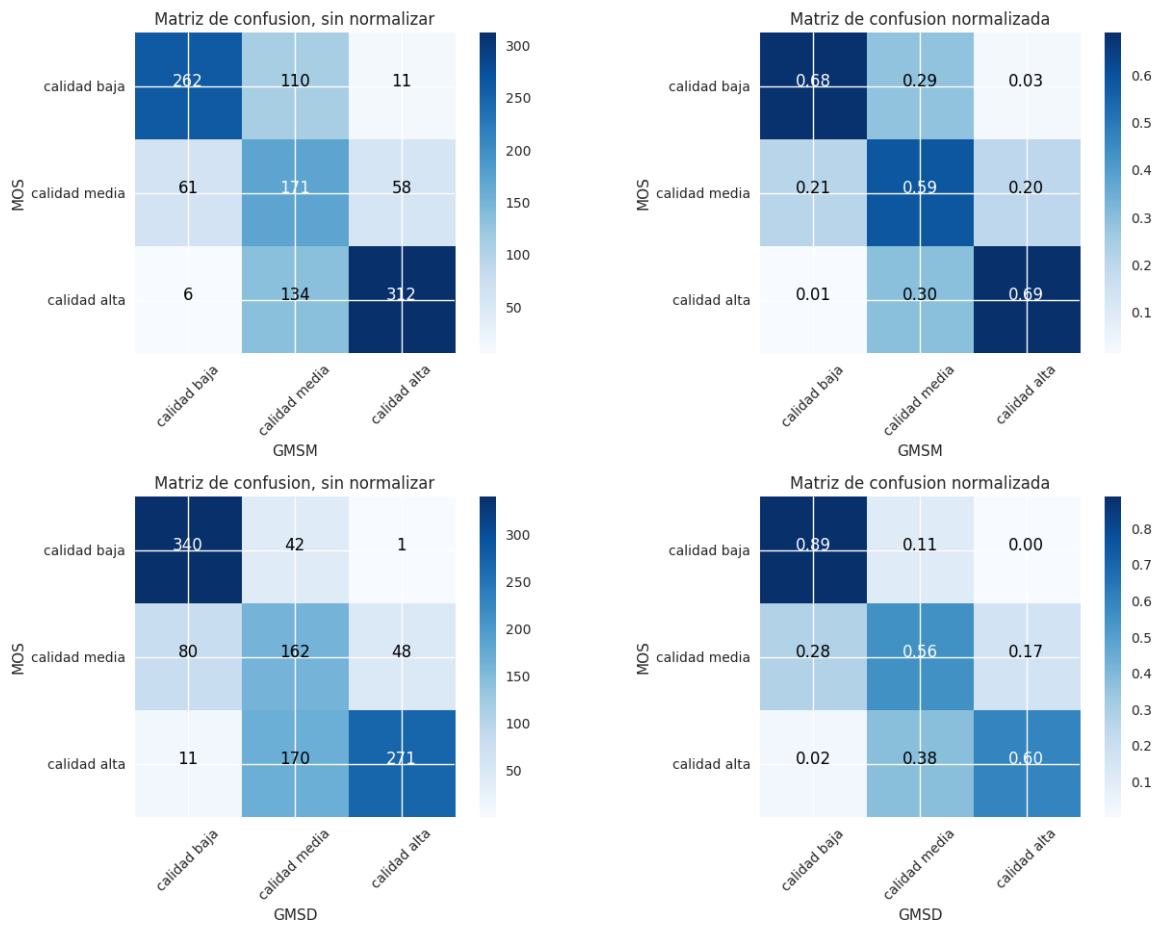 Matriz de confusion, sin normalizar
calidad baja
262 110 11
MOS
calidad media
61 171 58
calidad alta
6 134 312
300
250
200
150
100
50
calidad baja
calidad media
calidad alta
GMSM
Matriz de confusion normalizada
calidad baja
0.68 0.29 0.03
MOS
calidad media
0.21 0.59 0.20
calidad alta
0.01 0.30 0.69
0.6
0.5
0.4
0.3
0.2
0.1
calidad baja
calidad media
calidad alta
GMSM
Matriz de confusion, sin normalizar
calidad baja
340 42 1
MOS
calidad media
80 162 48
calidad alta
11 170 271
300
250
200
150
100
50
calidad baja
calidad media
calidad alta
GMSD
Matriz de confusion normalizada
calidad baja
0.89 0.11 0.00
MOS
calidad media
0.28 0.56 0.17
calidad alta
0.02 0.38 0.60
0.8
0.7
0.6
0.5
0.4
0.3
0.2
0.1
calidad baja
calidad media
calidad alta
GMSD